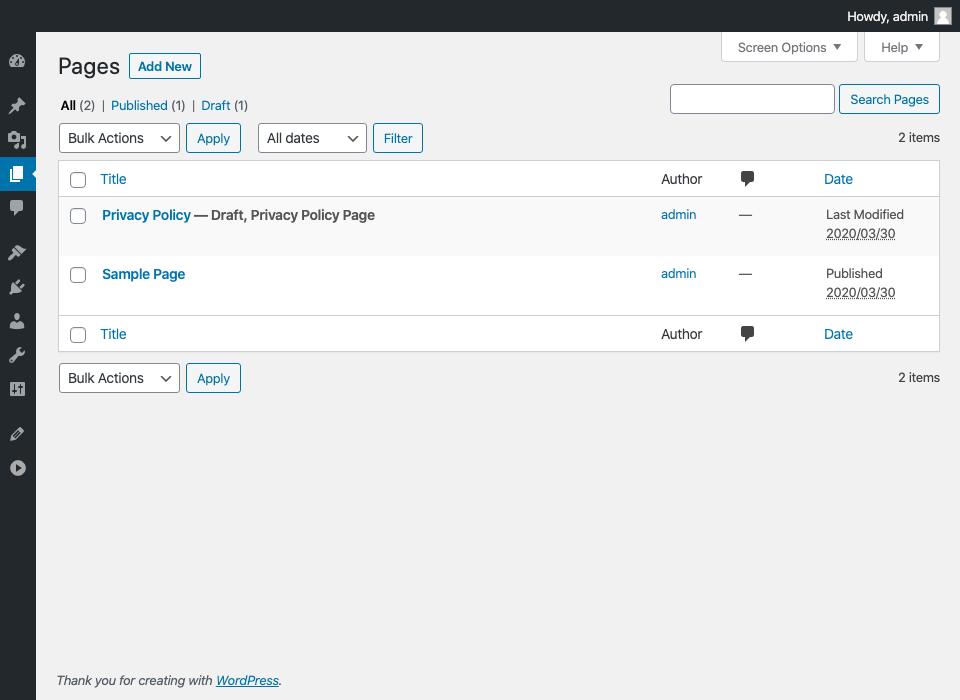 Howdy, admin
Screen Options ▼ Help ▼
Pages Add New
All (2) | Published (1) | Draft (1)
Search Pages
Bulk Actions Apply All dates Filter 2 items
Title Author Date
Privacy Policy — Draft, Privacy Policy Page admin — Last Modified
2020/03/30
Sample Page admin — Published
2020/03/30
Title Author Date
Bulk Actions Apply 2 items
Thank you for creating with WordPress.